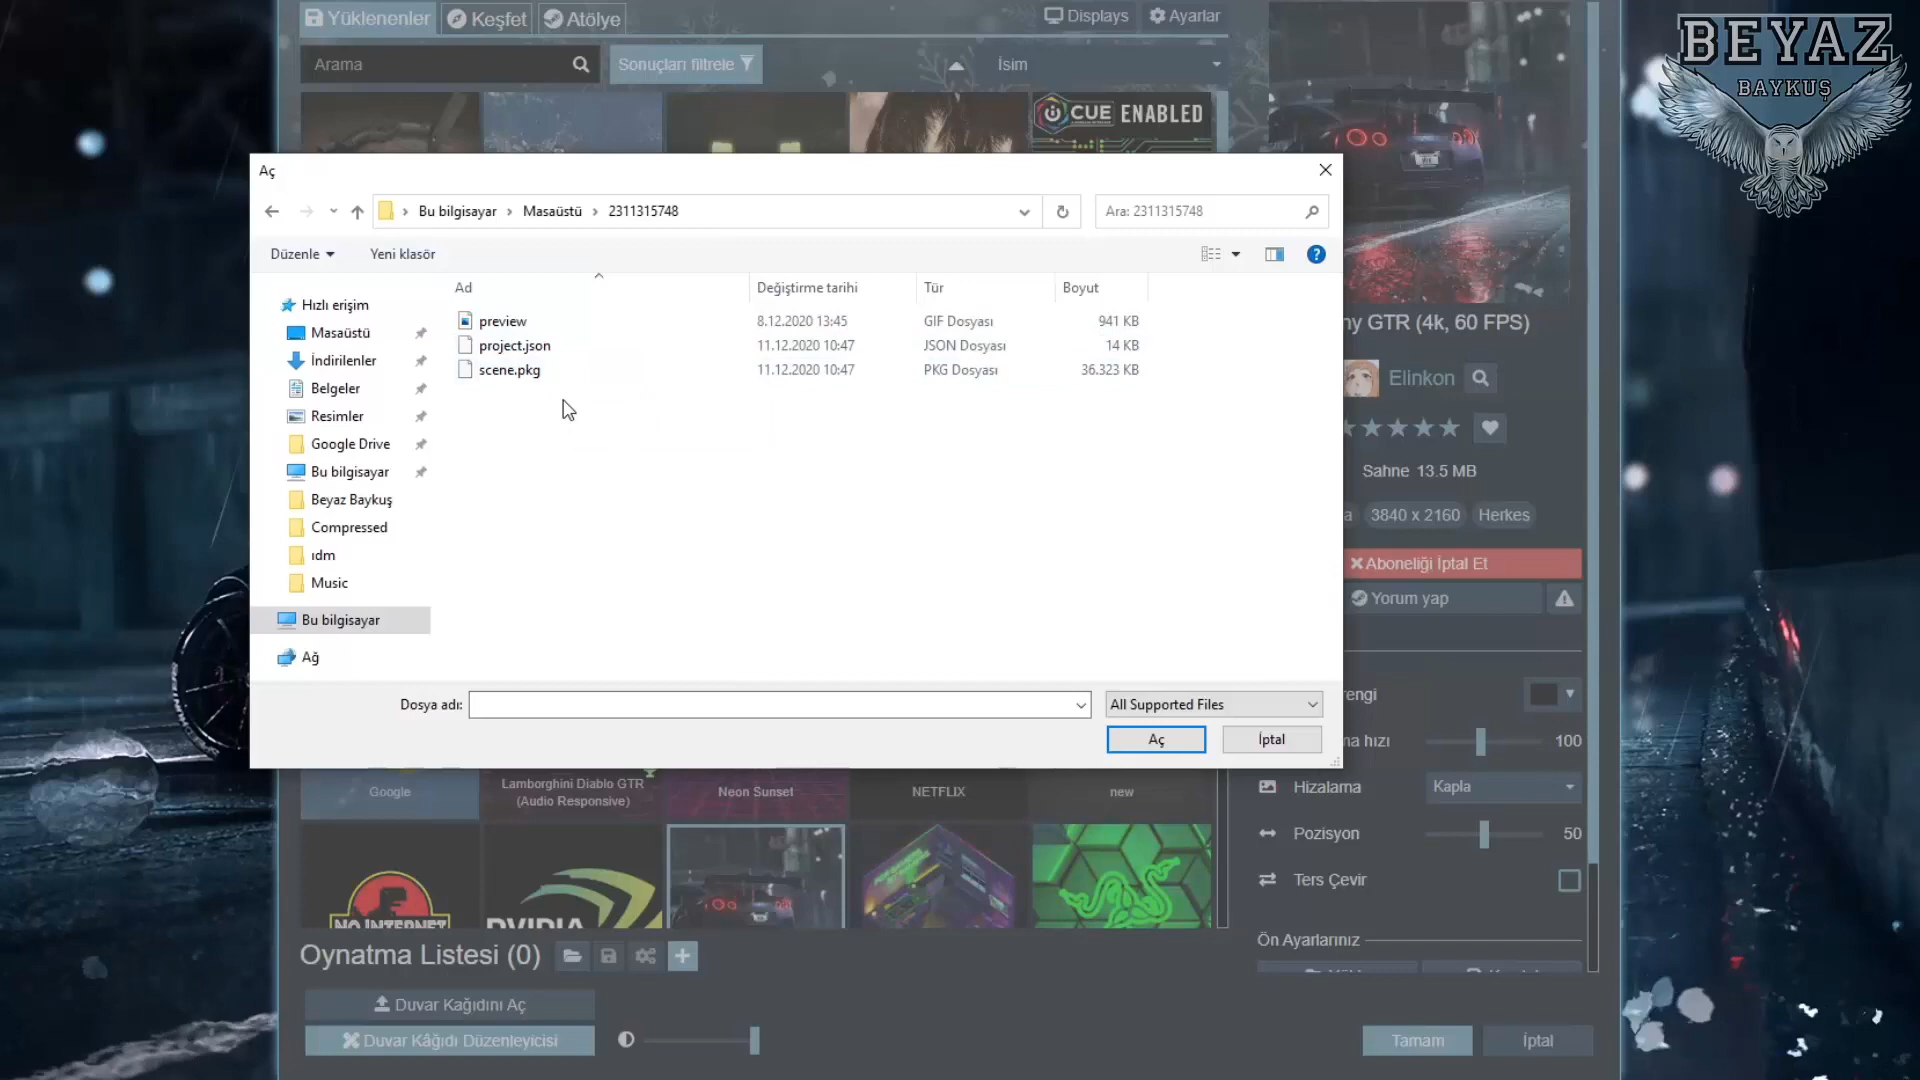 Yüklenenler
Keşfet
Atölye
Displays
Ayarlar
BEYAZ
BAYKUŞ
Arama
Sonuçları filtrele
İsim
CUE ENABLED
Aç
Bu bilgisayar
Masaüstü
2311315748
Ara: 2311315748
Düzenle
Yeni klasör
Ad
Değiştirme tarihi
Tür
Boyut
preview
8.12.2020 13:45
GIF Dosyası
941 KB
project.json
11.12.2020 10:47
JSON Dosyası
14 KB
scene.pkg
11.12.2020 10:47
PKG Dosyası
36.323 KB
Hızlı erişim
Masaüstü
İndirilenler
Belgeler
Resimler
Google Drive
Bu bilgisayar
Beyaz Baykuş
Compressed
ıdm
Music
Bu bilgisayar
Ağ
Dosya adı:
All Supported Files
Aç
İptal
GTR (4k, 60 FPS)
Elinkon
Sahne 13.5 MB
3840 x 2160
Herkes
Aboneliği İptal Et
Yorum yap
100
Hizalama
Kapla
Pozisyon
50
Ters Çevir
Ön Ayarlarınız
Google
Lamborghini Diablo GTR
(Audio Responsive)
Neon Sunset
NETFLIX
new
NO INTERNET
NVIDIA
Oynatma Listesi (0)
Duvar Kağıdını Aç
Duvar Kâğıdı Düzenleyicisi
Tamam
İptal